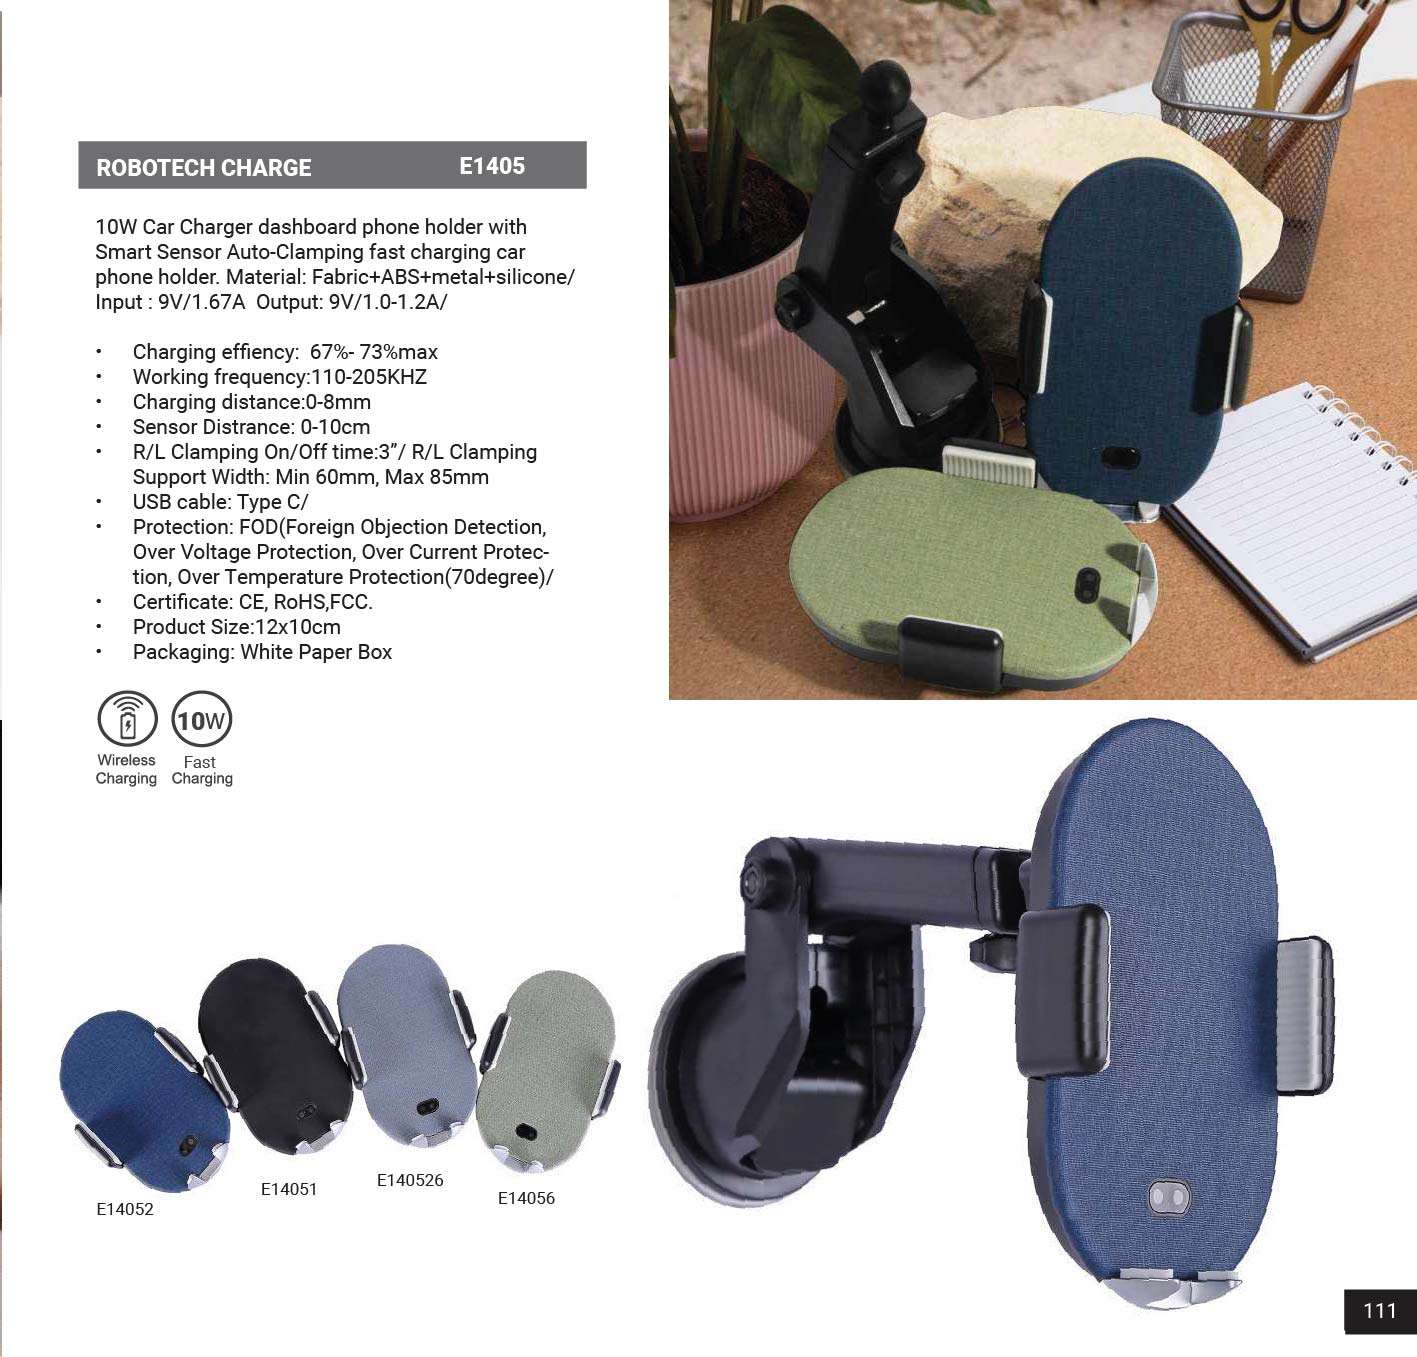 ROBOTECH CHARGE E1405
10W Car Charger dashboard phone holder with
Smart Sensor Auto-Clamping fast charging car
phone holder. Material: Fabric+ABS+metal+silicone/
Input : 9V/1.67A  Output: 9V/1.0-1.2A/
• Charging effiency:  67%- 73%max
• Working frequency:110-205KHZ
• Charging distance:0-8mm
• Sensor Distrance: 0-10cm
• R/L Clamping On/Off time:3”/ R/L Clamping
Support Width: Min 60mm, Max 85mm
• USB cable: Type C/
• Protection: FOD(Foreign Objection Detection,
Over Voltage Protection, Over Current Protec-
tion, Over Temperature Protection(70degree)/
• Certificate: CE, RoHS,FCC.
• Product Size:12x10cm
• Packaging: White Paper Box
10W
Wireless
Charging
Fast
Charging
E14052
E14051
E140526
E14056
111